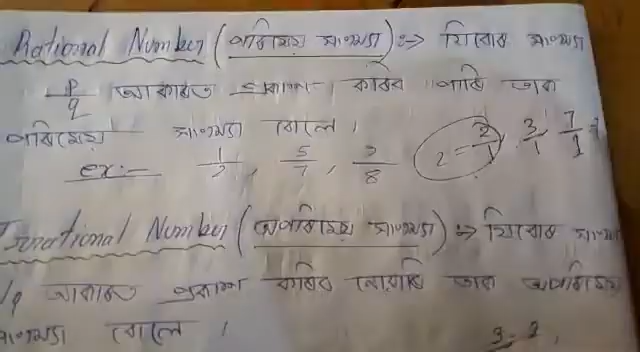 Rational Number (পৰিমেয় সংখ্যা) ⇒ যিবোৰ সংখ্যা
p/q আকাৰত প্ৰকাশ কৰিব পাৰি তাক
পৰিমেয় সংখ্যা বোলে।
ex:— 1/2, 5/7, 3/8 2 = 2/1, 3/1, 7/1
Irrational Number (অপৰিমেয় সংখ্যা) ⇒ যিবোৰ সংখ্যা
/q আকাৰত প্ৰকাশ কৰিব নোৱাৰি তাক অপৰিমেয়
সংখ্যা বোলে।